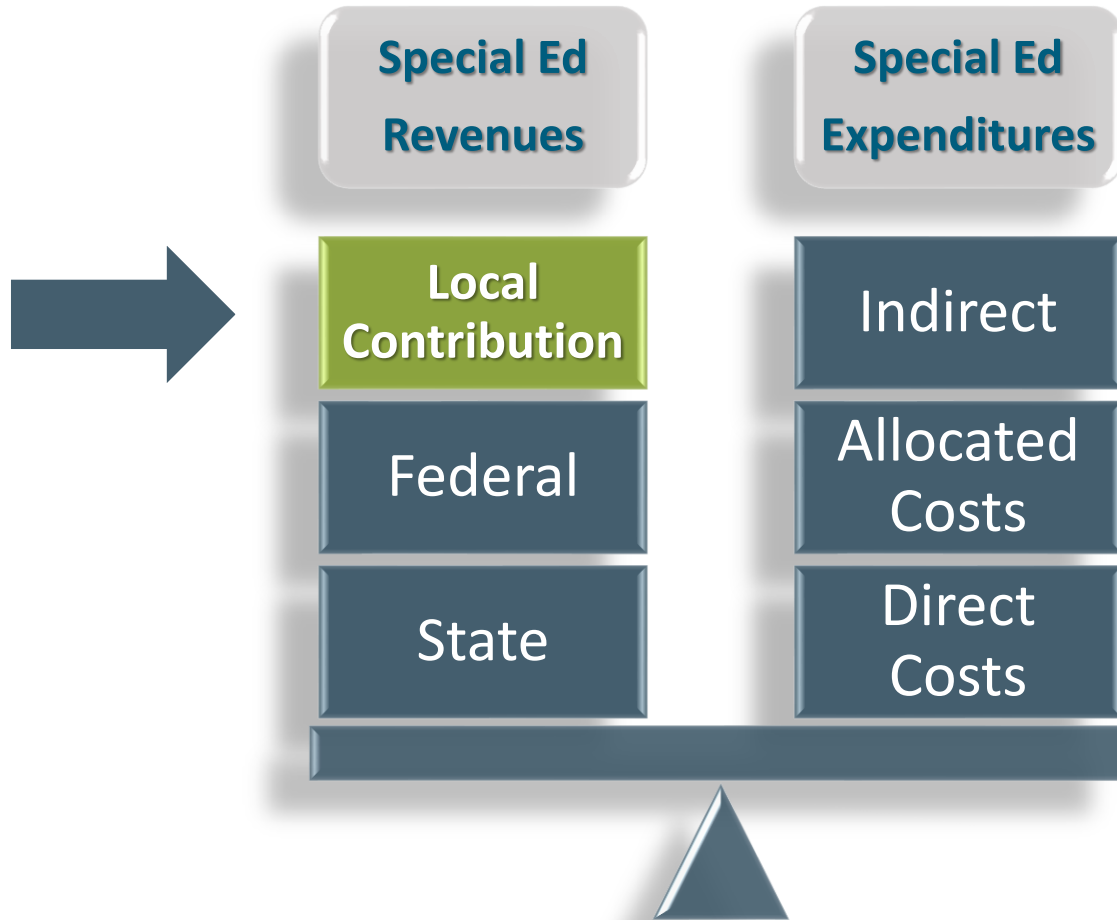 Special Ed
Revenues
Special Ed
Expenditures
Local
Contribution
Indirect
Federal
Allocated
Costs
State
Direct
Costs